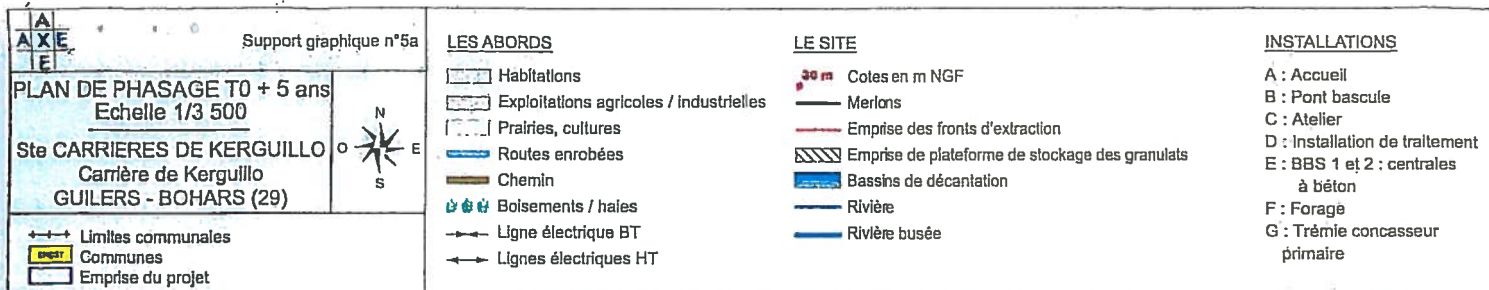 A
AXE
E
Support graphique n°5a
PLAN DE PHASAGE T0 + 5 ans
Echelle 1/3 500
Ste CARRIERES DE KERGUILLO
Carrière de Kerguillo
GUILERS - BOHARS (29)
N
O
E
S
Limites communales
BREST
Communes
Emprise du projet
LES ABORDS
Habitations
Exploitations agricoles / industrielles
Prairies, cultures
Routes enrobées
Chemin
Boisements / haies
Ligne électrique BT
Lignes électriques HT
LE SITE
30 m Cotes en m NGF
Merlons
Emprise des fronts d'extraction
Emprise de plateforme de stockage des granulats
Bassins de décantation
Rivière
Rivière busée
INSTALLATIONS
A : Accueil
B : Pont bascule
C : Atelier
D : Installation de traitement
E : BBS 1 et 2 : centrales
à béton
F : Forage
G : Trémie concasseur
primaire